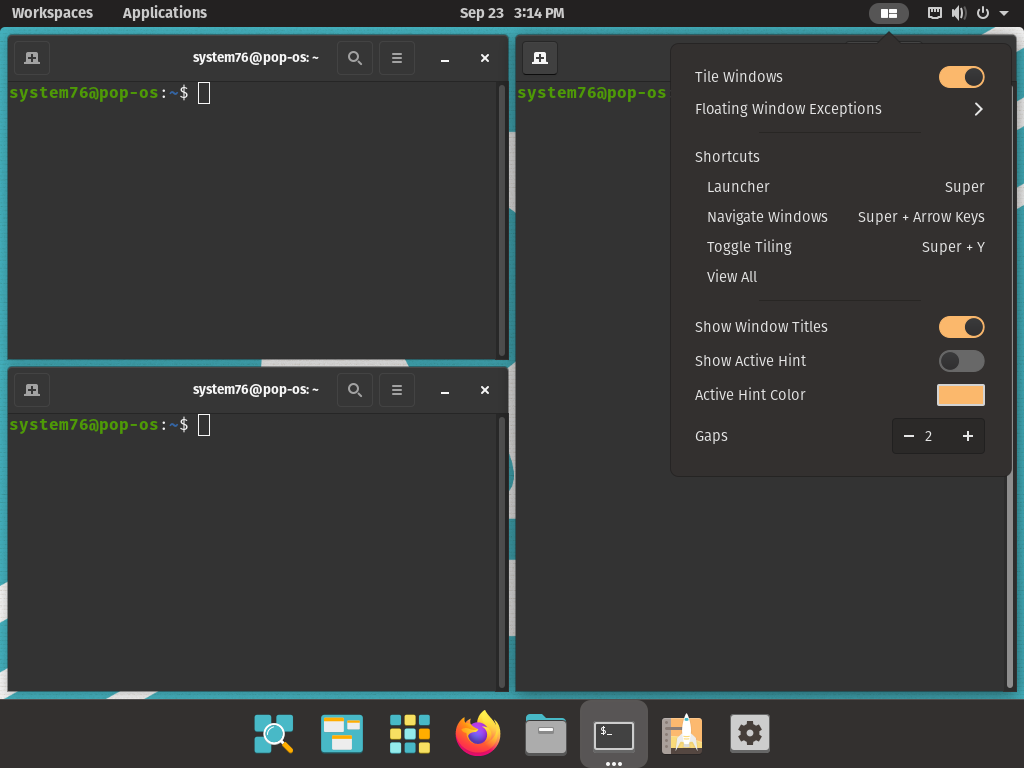 Workspaces Applications Sep 23 3:14 PM
system76@pop-os: ~
system76@pop-os:~$
system76@pop-os: ~
system76@pop-os:~$
system76@pop-os
Tile Windows
Floating Window Exceptions
Shortcuts
Launcher Super
Navigate Windows Super + Arrow Keys
Toggle Tiling Super + Y
View All
Show Window Titles
Show Active Hint
Active Hint Color
Gaps − 2 +
$_